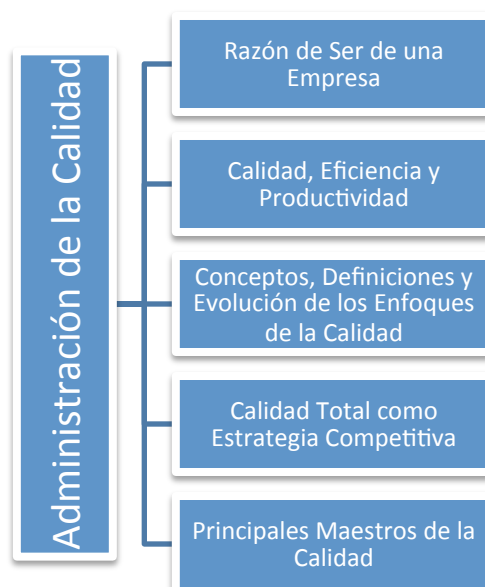 Administración de la Calidad
Razón de Ser de una
Empresa
Calidad, Eficiencia y
Productividad
Conceptos, Definiciones y
Evolución de los Enfoques
de la Calidad
Calidad Total como
Estrategia Competitiva
Principales Maestros de la
Calidad